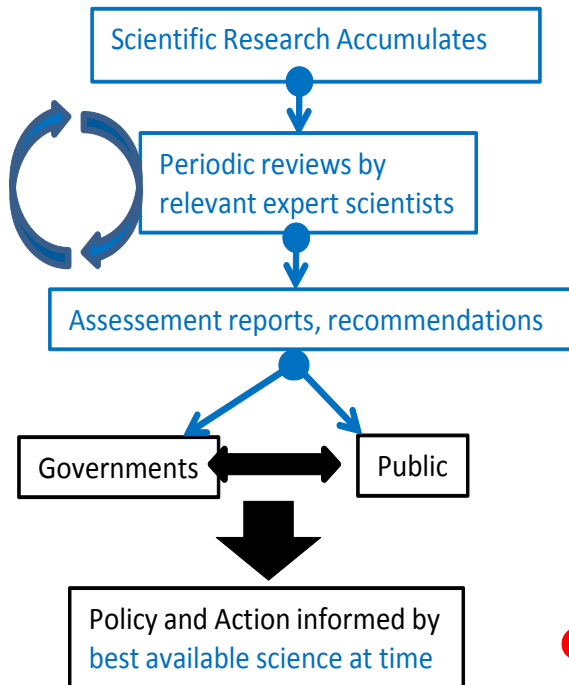 Scientific Research Accumulates
Periodic reviews by
relevant expert scientists
Assessement reports, recommendations
Governments
Public
Policy and Action informed by
best available science at time